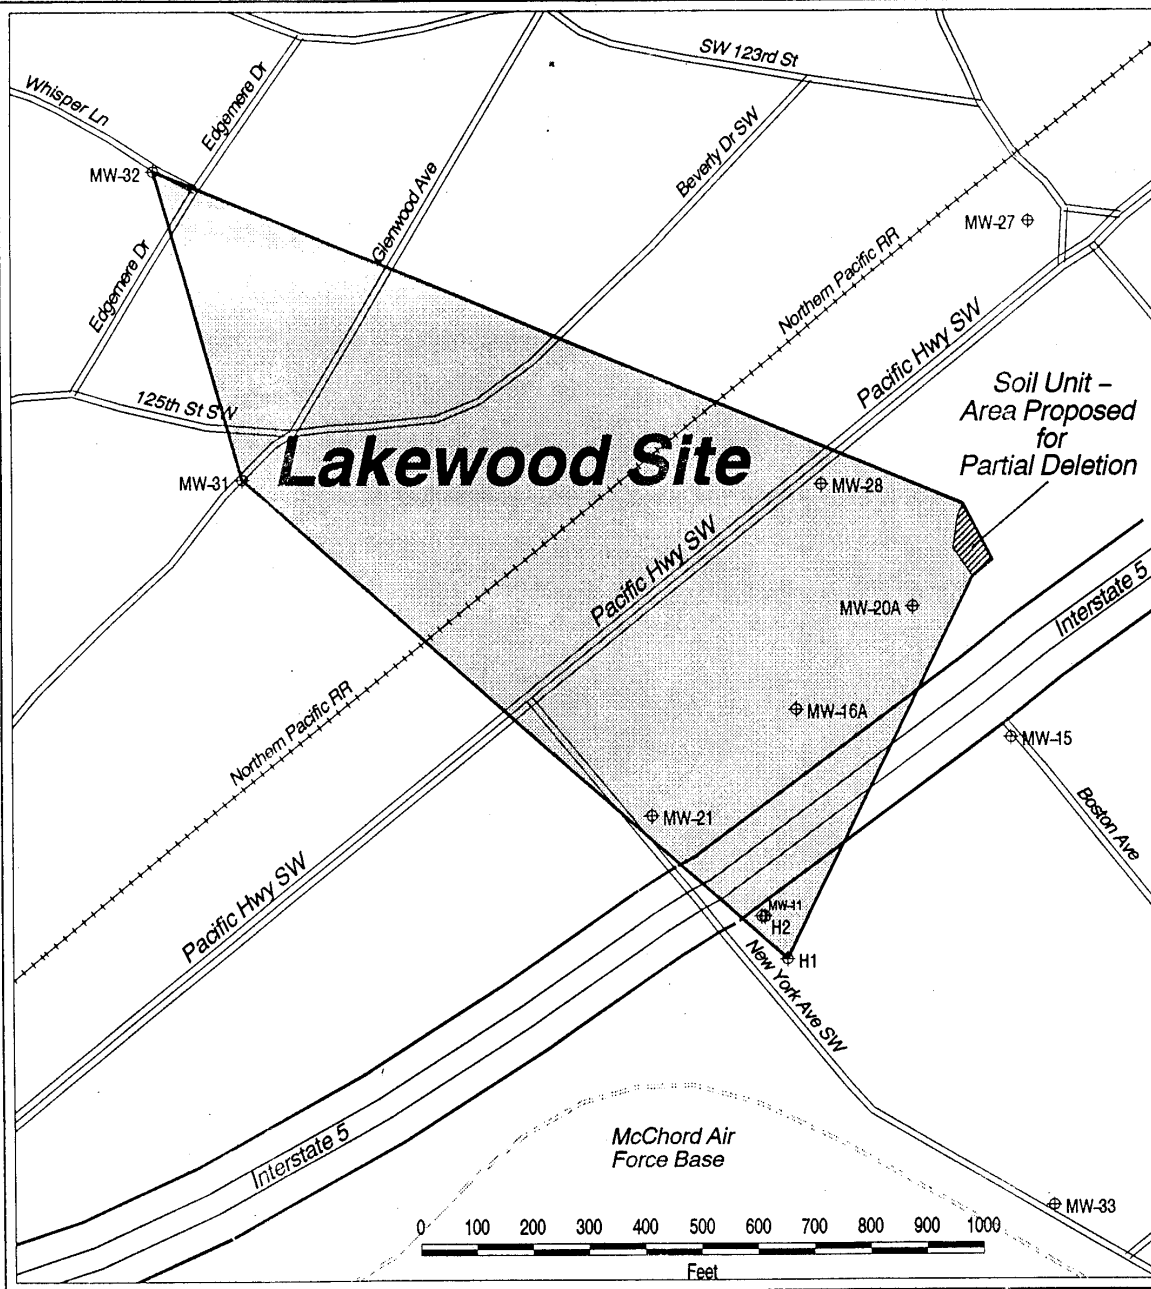 SW 123rd St
Whisper Ln
Edgemere Dr
Beverly Dr SW
MW-32
Glenwood Ave
MW-27
Edgemere Dr
Northern Pacific RR
Pacific Hwy SW
Soil Unit –
Area Proposed
for
Partial Deletion
125th St SW
Lakewood Site
MW-31
MW-28
Pacific Hwy SW
Interstate 5
MW-20A
MW-16A
Northern Pacific RR
MW-15
MW-21
Boston Ave
Pacific Hwy SW
MW-11
H2
H1
New York Ave SW
Interstate 5
McChord Air
Force Base
MW-33
0 100 200 300 400 500 600 700 800 900 1000
Feet